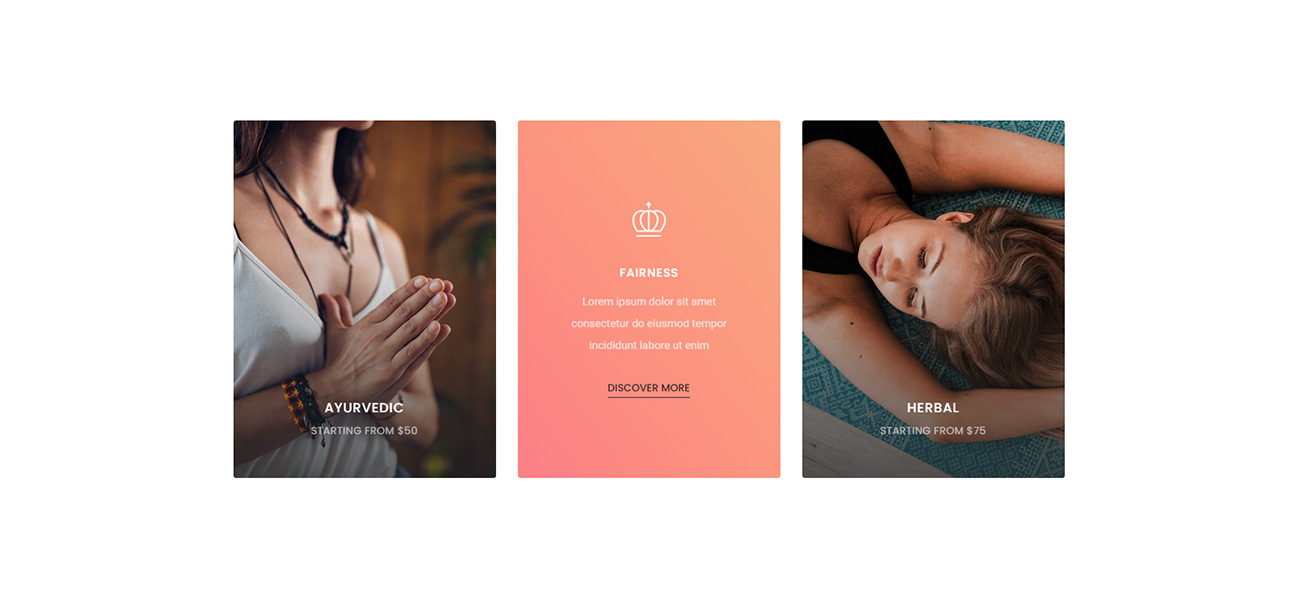 AYURVEDIC
STARTING FROM $50
FAIRNESS
Lorem ipsum dolor sit amet
consectetur do eiusmod tempor
incididunt labore ut enim
DISCOVER MORE
HERBAL
STARTING FROM $75